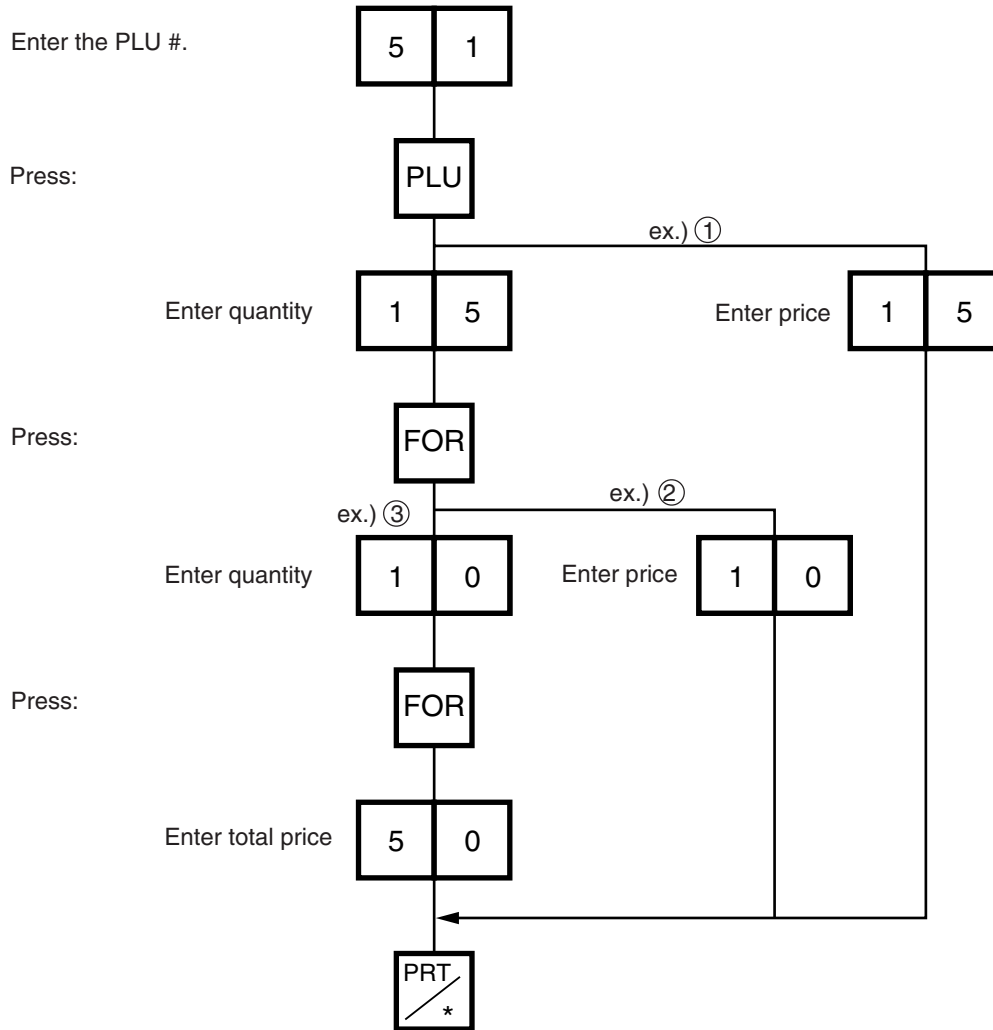 Enter the PLU #.
5 1
Press:
PLU
ex.) ①
Enter quantity
1 5
Enter price
1 5
Press:
FOR
ex.) ③
ex.) ②
Enter quantity
1 0
Enter price
1 0
Press:
FOR
Enter total price
5 0
PRT
*